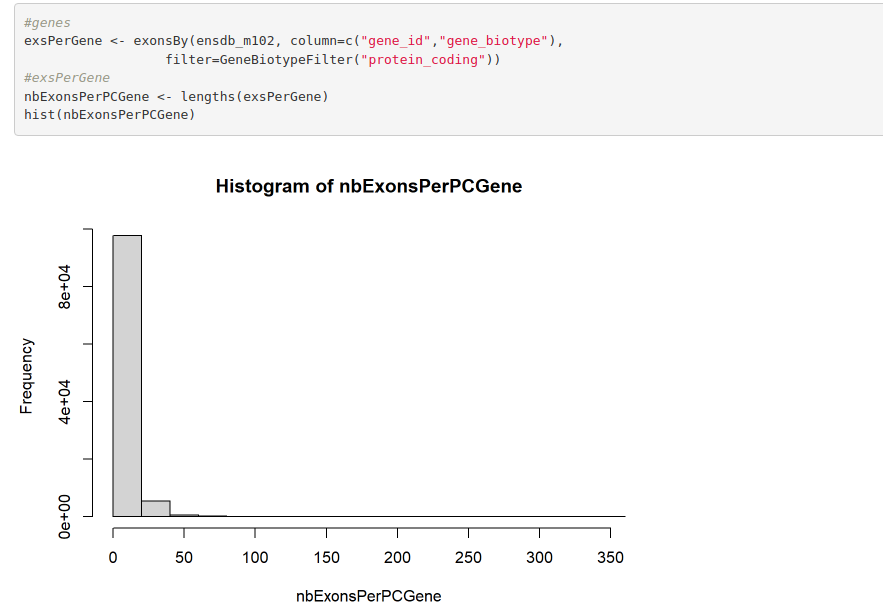 #genes
exsPerGene <- exonsBy(ensdb_m102, column=c("gene_id","gene_biotype"),
                  filter=GeneBiotypeFilter("protein_coding"))
#exsPerGene
nbExonsPerPCGene <- lengths(exsPerGene)
hist(nbExonsPerPCGene)
Histogram of nbExonsPerPCGene
Frequency
8e+04
4e+04
0e+00
0 50 100 150 200 250 300 350
nbExonsPerPCGene